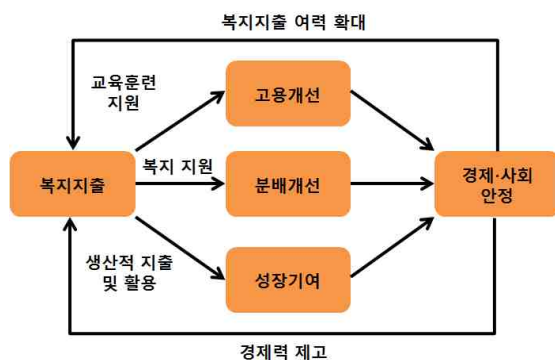 복지지출 여력 확대
교육훈련
지원
고용개선
복지지출
복지 지원
분배개선
경제·사회
안정
생산적 지출
및 활용
성장기여
경제력 제고